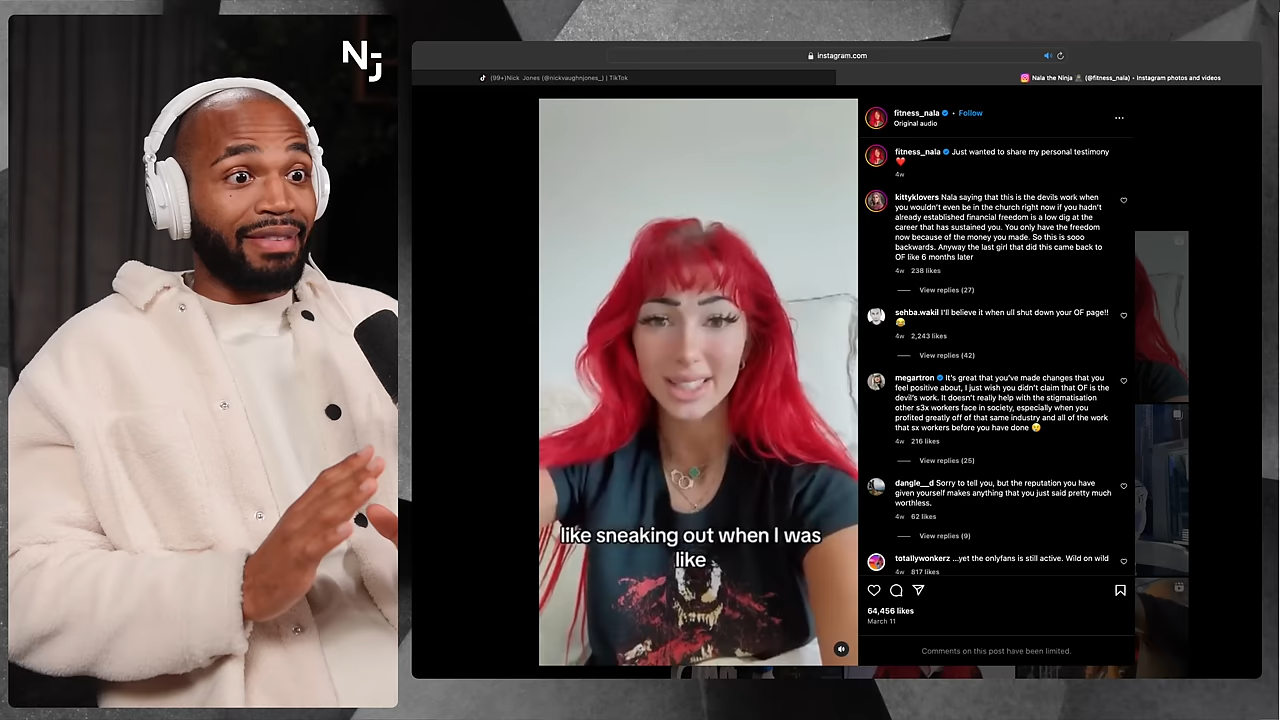 NJ
instagram.com
(99+)Nick Jones (@nickvaughnjones_) | TikTok
Nala the Ninja 🥷 (@fitness_nala) • Instagram photos and videos
fitness_nala • Follow
Original audio
fitness_nala Just wanted to share my personal testimony
❤️
4w
kittyklovers Nala saying that this is the devils work when
you wouldn't even be in the church right now if you hadn't
already established financial freedom is a low dig at the
career that has sustained you. You only have the freedom
now because of the money you made. So this is sooo
backwards. Anyway the last girl that did this came back to
OF like 6 months later
4w 238 likes
View replies (27)
sehba.wakil I'll believe it when ull shut down your OF page!!
😂
4w 2,243 likes
View replies (42)
megartron It's great that you've made changes that you
feel positive about, I just wish you didn't claim that OF is the
devil's work. It doesn't really help with the stigmatisation
other s3x workers face in society, especially when you
profited greatly off of that same industry and all of the work
that sx workers before you have done 😢
4w 216 likes
View replies (25)
dangle__d Sorry to tell you, but the reputation you have
given yourself makes anything that you just said pretty much
worthless.
4w 62 likes
View replies (9)
totallywonkerz ...yet the onlyfans is still active. Wild on wild
4w 817 likes
64,456 likes
March 11
Comments on this post have been limited.
like sneaking out when I was
like